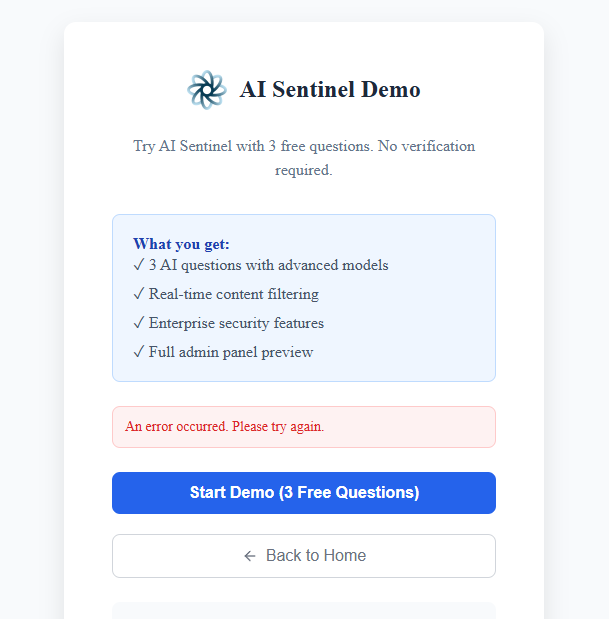 AI Sentinel Demo
Try AI Sentinel with 3 free questions. No verification
required.
What you get:
✓ 3 AI questions with advanced models
✓ Real-time content filtering
✓ Enterprise security features
✓ Full admin panel preview
An error occurred. Please try again.
Start Demo (3 Free Questions)
← Back to Home